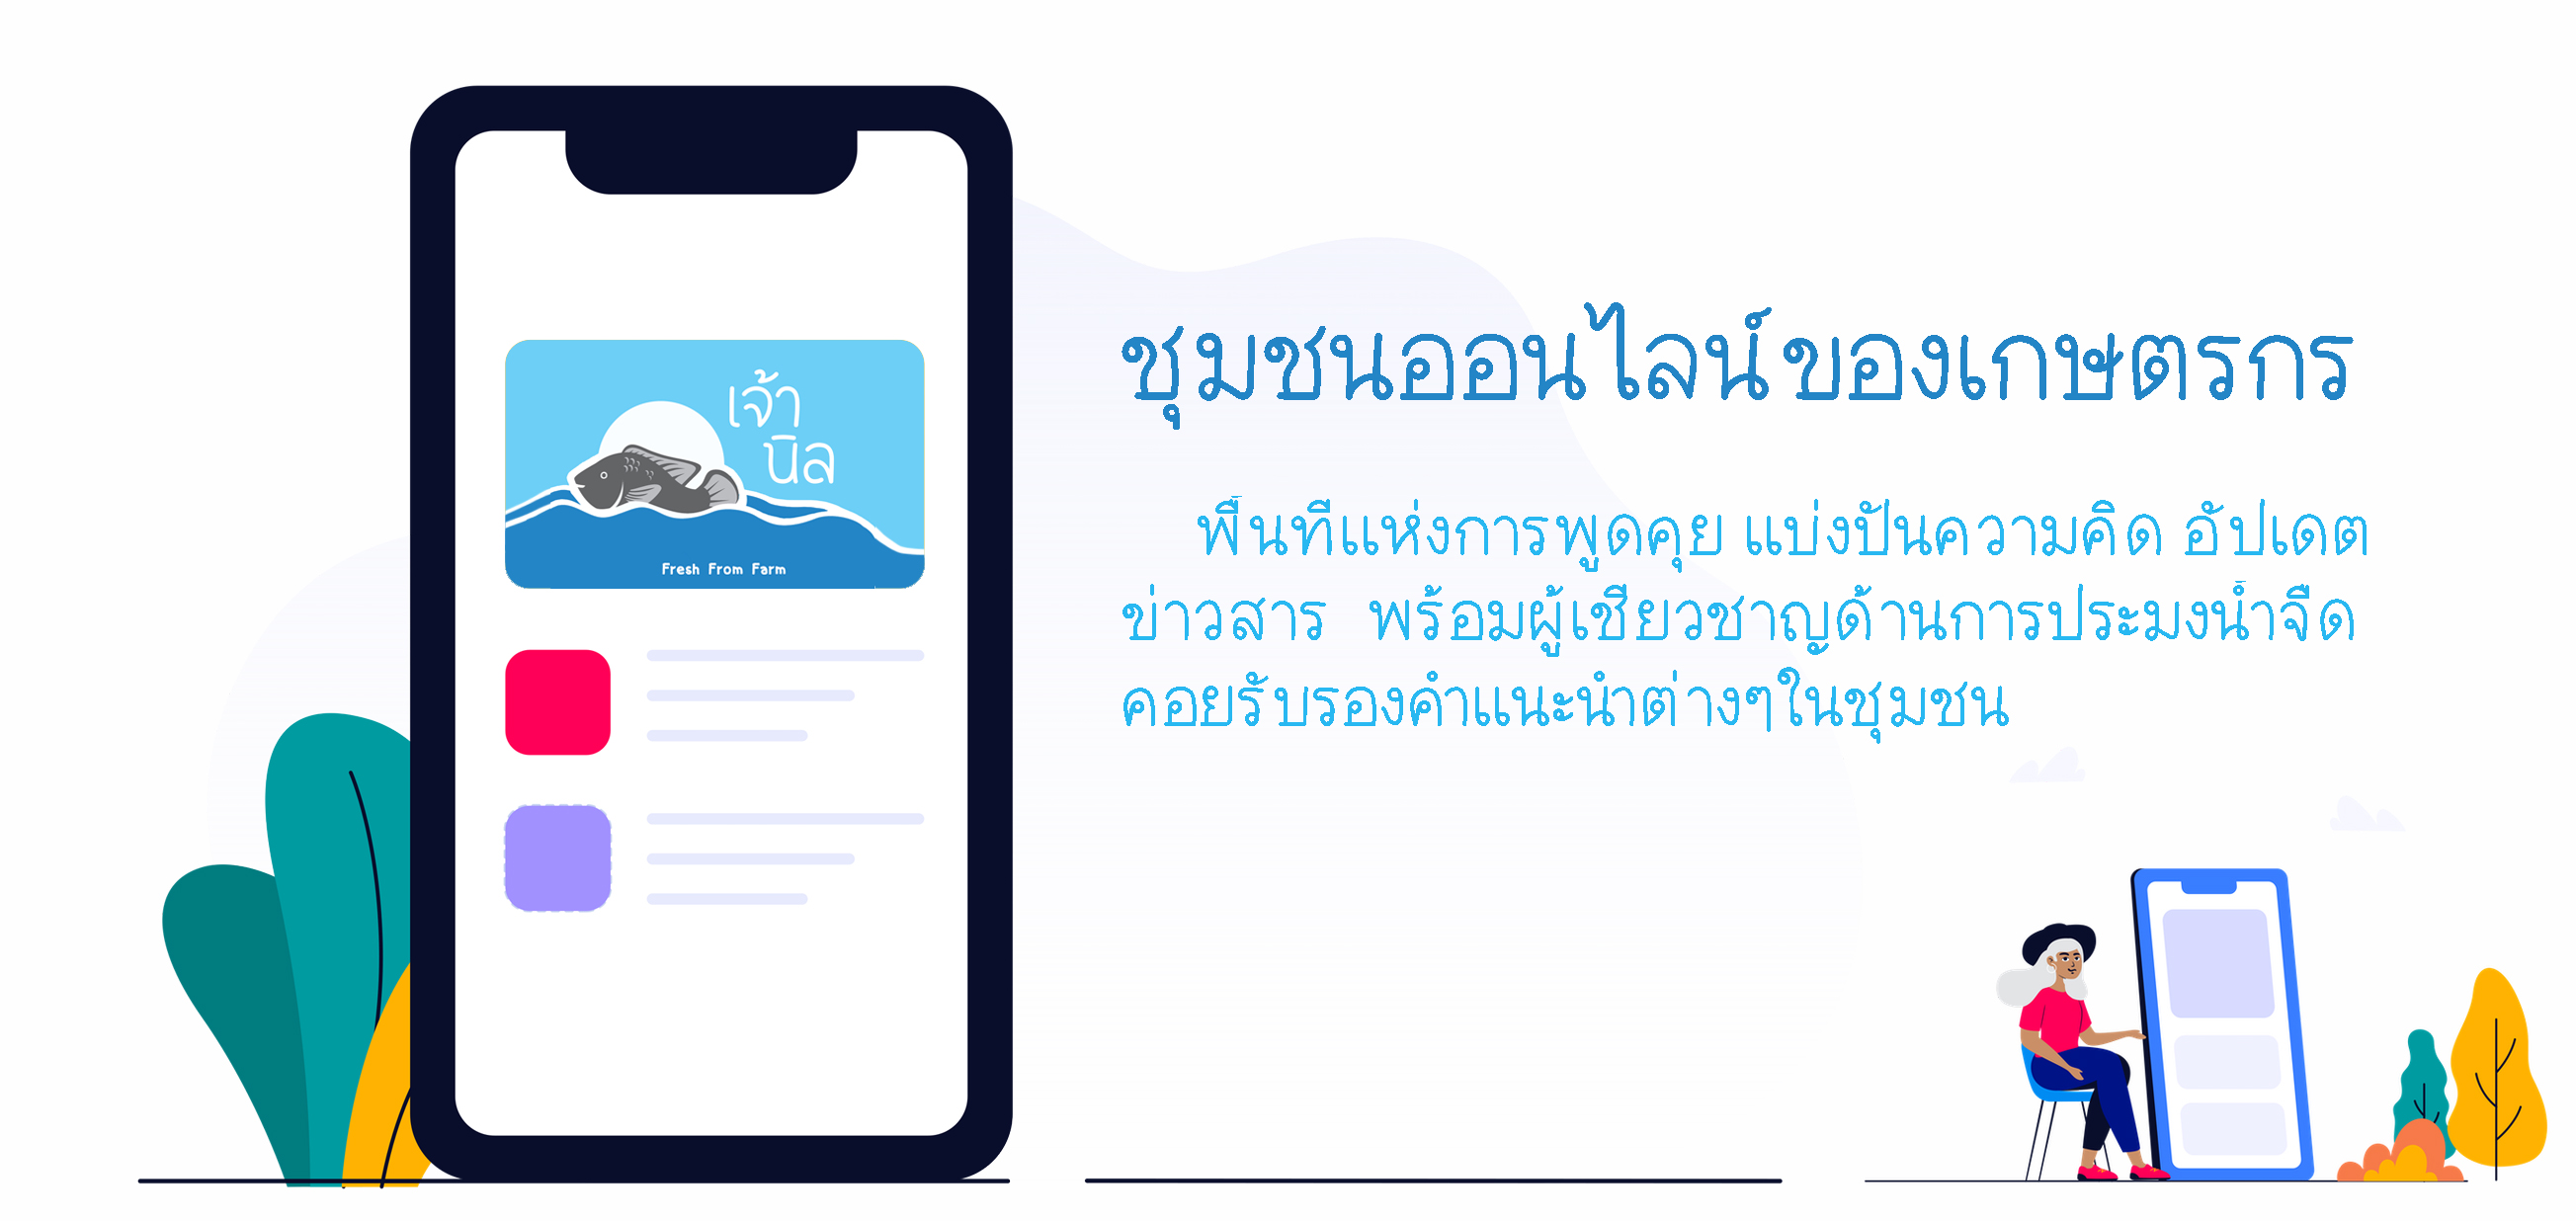 เจ้า
นิล
Fresh From Farm
ชุมชนออนไลน์ของเกษตรกร
พื้นที่แห่งการพูดคุย แบ่งปันความคิด อัปเดต
ข่าวสาร พร้อมผู้เชี่ยวชาญด้านการประมงน้ำจืด
คอยรับรองคำแนะนำต่างๆในชุมชน